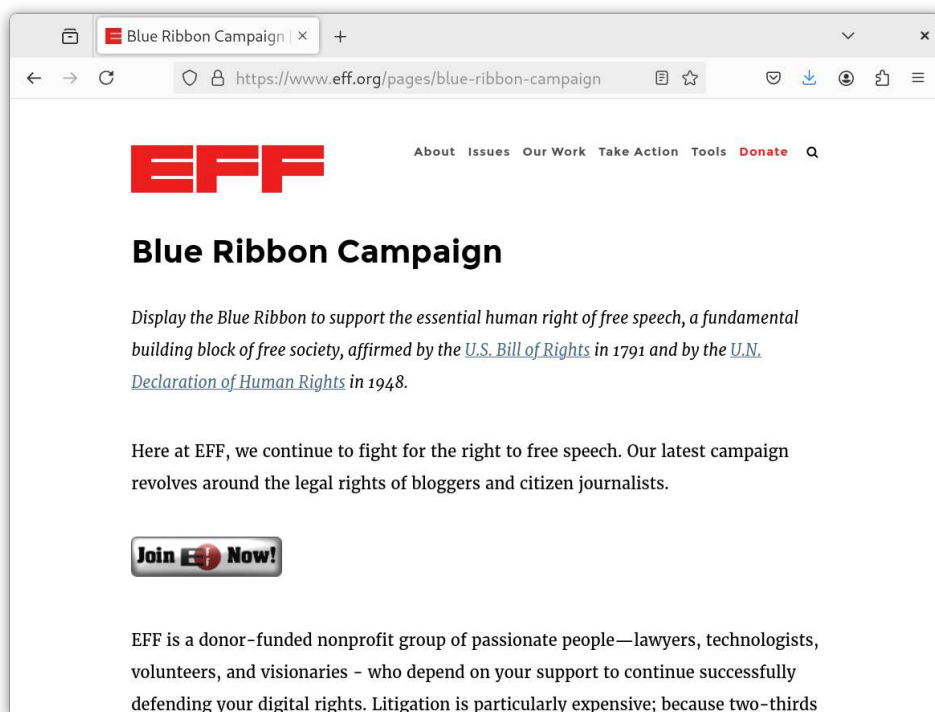 Blue Ribbon Campaign |
https://www.eff.org/pages/blue-ribbon-campaign
EFF
About Issues Our Work Take Action Tools Donate
Blue Ribbon Campaign
Display the Blue Ribbon to support the essential human right of free speech, a fundamental
building block of free society, affirmed by the U.S. Bill of Rights in 1791 and by the U.N.
Declaration of Human Rights in 1948.
Here at EFF, we continue to fight for the right to free speech. Our latest campaign
revolves around the legal rights of bloggers and citizen journalists.
Join EFF Now!
EFF is a donor-funded nonprofit group of passionate people—lawyers, technologists,
volunteers, and visionaries - who depend on your support to continue successfully
defending your digital rights. Litigation is particularly expensive; because two-thirds